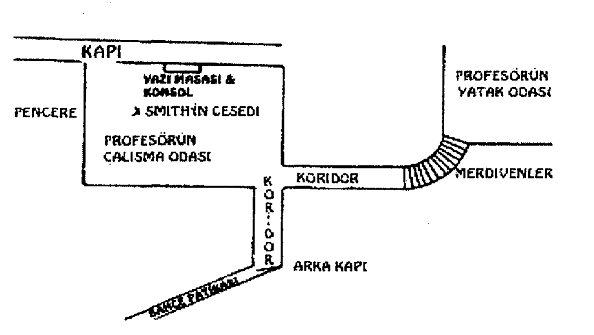 KAPI
YAZI MASASI &
KONSOL
SMITH'İN CESEDİ
PENCERE
PROFESÖRÜN
ÇALIŞMA ODASI
PROFESÖRÜN
YATAK ODASI
KORİDOR
MERDİVENLER
KORİDOR
ARKA KAPI
BAHÇE PATİKASI